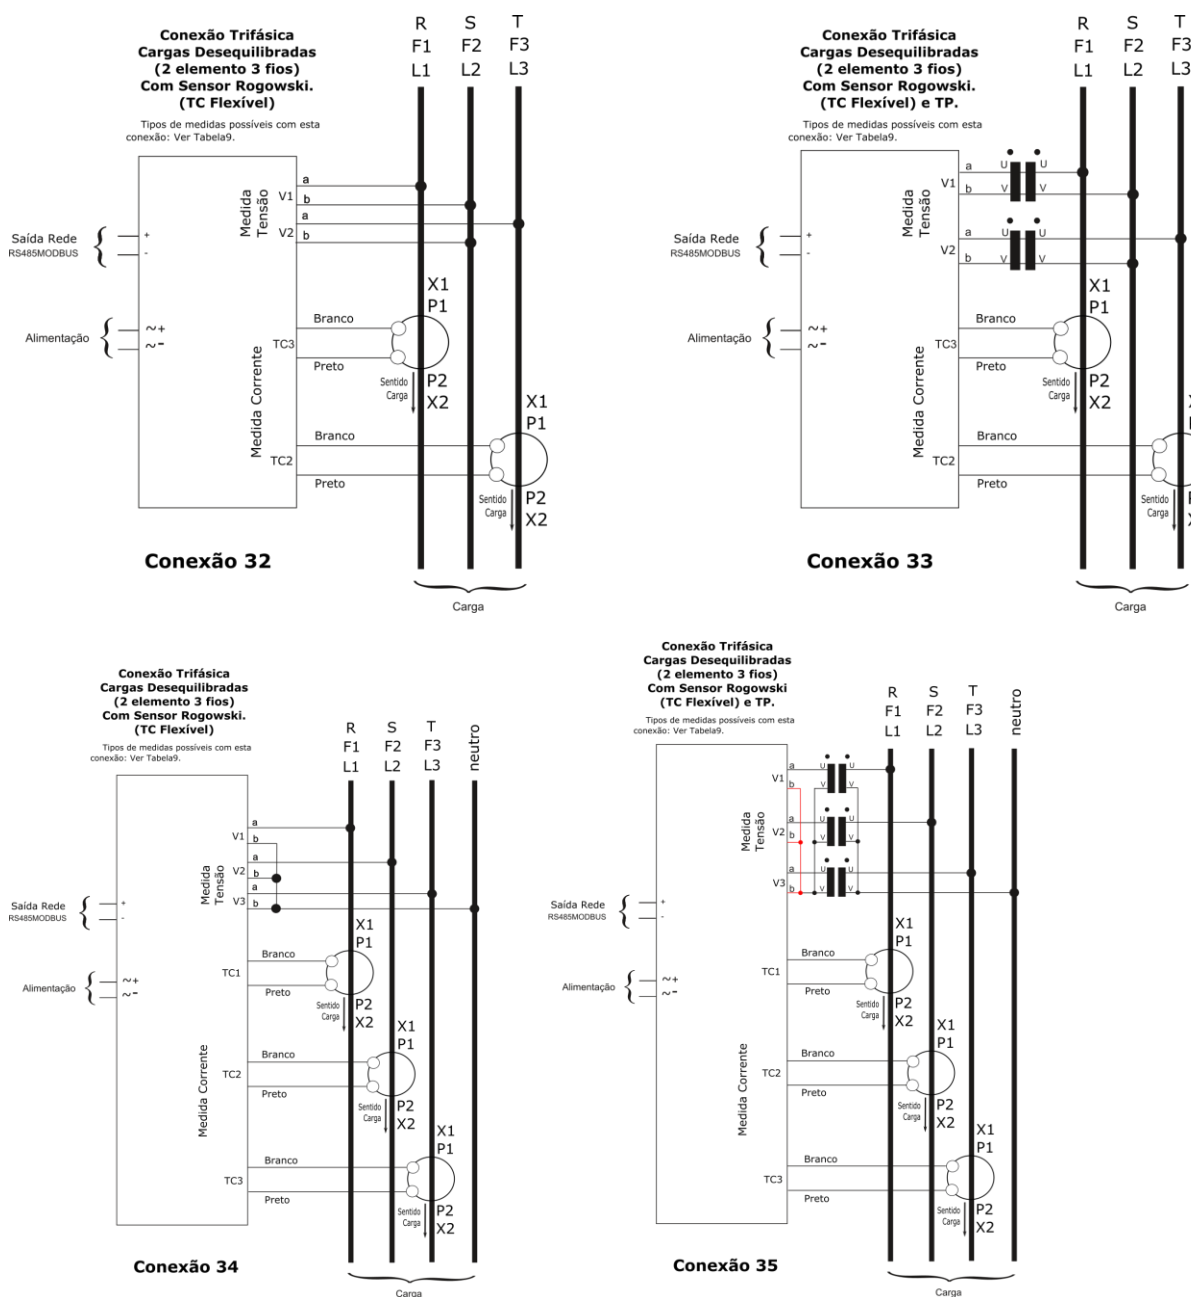 Conexão Trifásica
Cargas Desequilibradas
(2 elemento 3 fios)
Com Sensor Rogowski.
(TC Flexível)
Tipos de medidas possíveis com esta
conexão: Ver Tabela9.
R S T
F1 F2 F3
L1 L2 L3
a
V1
b
a
V2
b
Medida
Tensão
Saída Rede
RS485MODBUS
+
-
Alimentação
~+
~-
Medida Corrente
Branco
TC3
Preto
X1
P1
Sentido
Carga
P2
X2
Branco
TC2
Preto
X1
P1
Sentido
Carga
P2
X2
Conexão 32
Carga
Conexão Trifásica
Cargas Desequilibradas
(2 elemento 3 fios)
Com Sensor Rogowski.
(TC Flexível) e TP.
Tipos de medidas possíveis com esta
conexão: Ver Tabela9.
R S T
F1 F2 F3
L1 L2 L3
a U U
V1
b V V
a U U
V2
b V V
Medida
Tensão
Saída Rede
RS485MODBUS
+
-
Alimentação
~+
~-
Medida Corrente
Branco
TC3
Preto
X1
P1
Sentido
Carga
P2
X2
Branco
TC2
Preto
Sentido
Carga
Conexão 33
Carga
Conexão Trifásica
Cargas Desequilibradas
(2 elemento 3 fios)
Com Sensor Rogowski.
(TC Flexível)
Tipos de medidas possíveis com esta
conexão: Ver Tabela9.
R S T neutro
F1 F2 F3
L1 L2 L3
a
V1
b
a
V2
b
a
V3
b
Medida
Tensão
Saída Rede
RS485MODBUS
+
-
Alimentação
~+
~-
Medida Corrente
Branco
TC1
Preto
X1
P1
Sentido
Carga
P2
X2
Branco
TC2
Preto
X1
P1
Sentido
Carga
P2
X2
Branco
TC3
Preto
X1
P1
Sentido
Carga
P2
X2
Conexão 34
Carga
Conexão Trifásica
Cargas Desequilibradas
(2 elemento 3 fios)
Com Sensor Rogowski
(TC Flexível) e TP.
Tipos de medidas possíveis com esta
conexão: Ver Tabela9.
R S T neutro
F1 F2 F3
L1 L2 L3
a U U
V1
b V V
a U U
V2
b V V
a U U
V3
b V V
Medida
Tensão
Saída Rede
RS485MODBUS
+
-
Alimentação
~+
~-
Medida Corrente
Branco
TC1
Preto
X1
P1
Sentido
Carga
P2
X2
Branco
TC2
Preto
X1
P1
Sentido
Carga
P2
X2
Branco
TC3
Preto
X1
P1
Sentido
Carga
P2
X2
Conexão 35
Carga